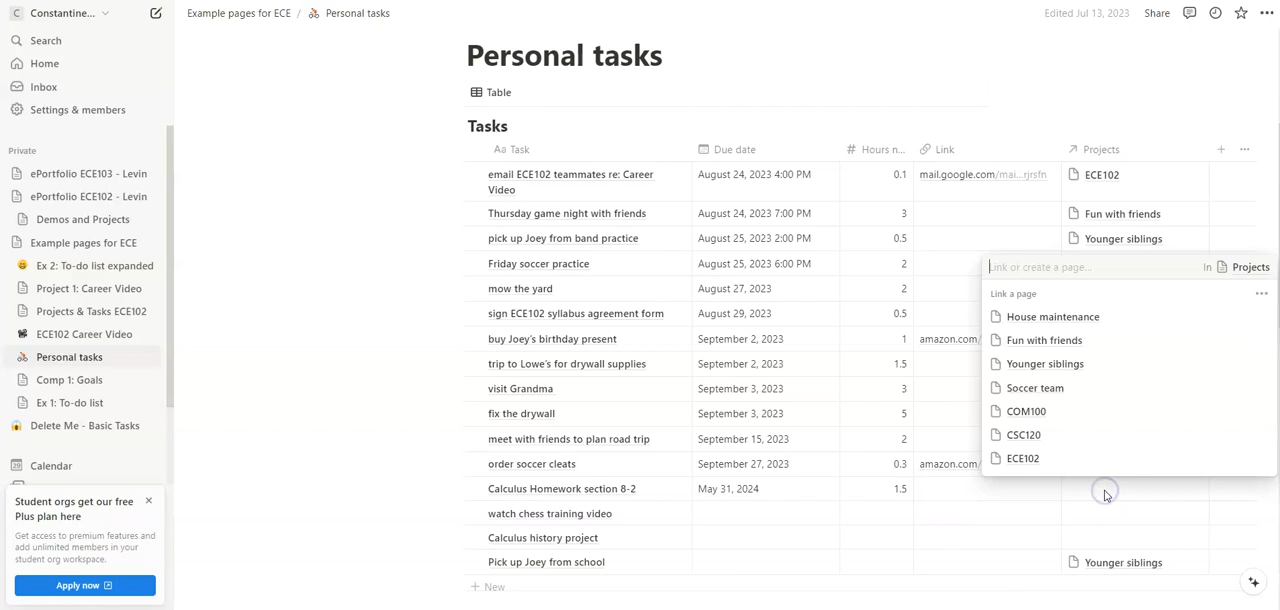 C Constantine...
Example pages for ECE / Personal tasks
Edited Jul 13, 2023 Share
Search
Home
Inbox
Settings & members
Private
ePortfolio ECE103 - Levin
ePortfolio ECE102 - Levin
Demos and Projects
Example pages for ECE
Ex 2: To-do list expanded
Project 1: Career Video
Projects & Tasks ECE102
ECE102 Career Video
Personal tasks
Comp 1: Goals
Ex 1: To-do list
Delete Me - Basic Tasks
Calendar
Student orgs get our free
Plus plan here
Get access to premium features and
add unlimited members in your
student org workspace.
Apply now
Personal tasks
Table
Tasks
Aa Task Due date # Hours n... Link Projects
email ECE102 teammates re: Career
Video
August 24, 2023 4:00 PM 0.1 mail.google.com/mai...rjrsfn ECE102
Thursday game night with friends August 24, 2023 7:00 PM 3 Fun with friends
pick up Joey from band practice August 25, 2023 2:00 PM 0.5 Younger siblings
Friday soccer practice August 25, 2023 6:00 PM 2
mow the yard August 27, 2023 2
sign ECE102 syllabus agreement form August 29, 2023 0.5
buy Joey's birthday present September 2, 2023 1 amazon.com/
trip to Lowe's for drywall supplies September 2, 2023 1.5
visit Grandma September 3, 2023 3
fix the drywall September 3, 2023 5
meet with friends to plan road trip September 15, 2023 2
order soccer cleats September 27, 2023 0.3 amazon.com/
Calculus Homework section 8-2 May 31, 2024 1.5
watch chess training video
Calculus history project
Pick up Joey from school Younger siblings
+ New
Link or create a page... In Projects
Link a page
House maintenance
Fun with friends
Younger siblings
Soccer team
COM100
CSC120
ECE102